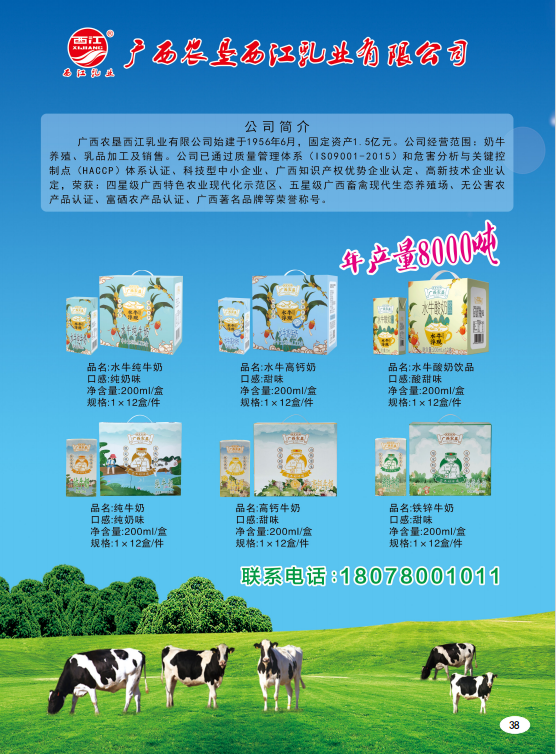 西江
XIJIANG
®
西江乳业
广西农垦西江乳业有限公司
公司简介
广西农垦西江乳业有限公司始建于1956年6月，固定资产1.5亿元。公司经营范围：奶牛
养殖、乳品加工及销售。公司已通过质量管理体系（ISO9001-2015）和危害分析与关键控
制点（HACCP）体系认证、科技型中小企业、广西知识产权优势企业认定、高新技术企业认
定，荣获：四星级广西特色农业现代化示范区、五星级广西畜禽现代生态养殖场、无公害农
产品认证、富硒农产品认证、广西著名品牌等荣誉称号。
年产量8000吨
品名:水牛纯牛奶
口感:纯奶味
净含量:200ml/盒
规格:1×12盒/件
品名:水牛高钙奶
口感:甜味
净含量:200ml/盒
规格:1×12盒/件
水牛酸奶
品名:水牛酸奶饮品
口感:酸甜味
净含量:200ml/盒
规格:1×12盒/件
品名:纯牛奶
口感:纯奶味
净含量:200ml/盒
规格:1×12盒/件
品名:高钙牛奶
口感:甜味
净含量:200ml/盒
规格:1×12盒/件
品名:铁锌牛奶
口感:甜味
净含量:200ml/盒
规格:1×12盒/件
联系电话:18078001011
38